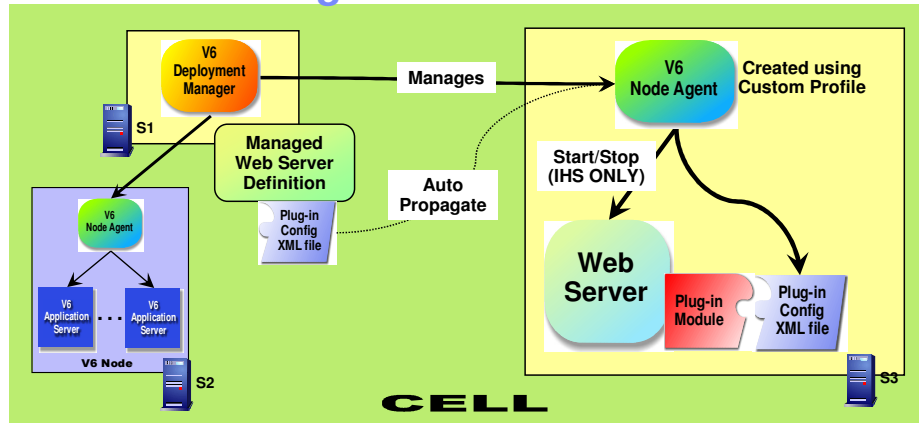 V6
Deployment
Manager
S1
Manages
V6
Node Agent
Created using
Custom Profile
Managed
Web Server
Definition
Plug-in
Config
XML file
Auto
Propagate
Start/Stop
(IHS ONLY)
V6
Node Agent
V6
Application
Server
. . .
V6
Application
Server
V6 Node
S2
Web
Server
Plug-in
Module
Plug-in
Config
XML file
S3
CELL